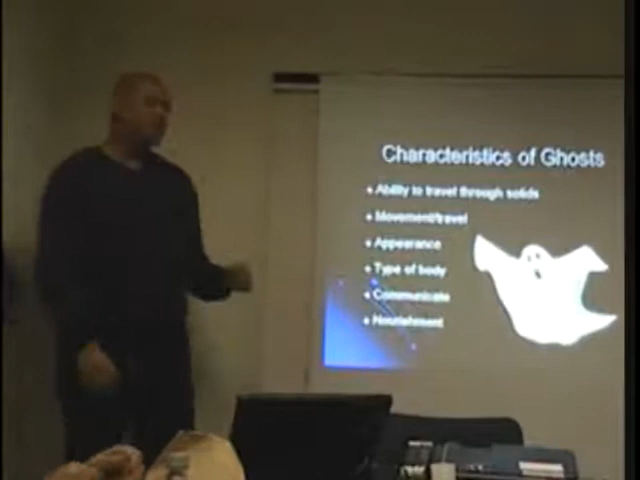 Characteristics of Ghosts
Ability to travel through solids
Movement/travel
Appearance
Type of body
Communicate
Nourishment